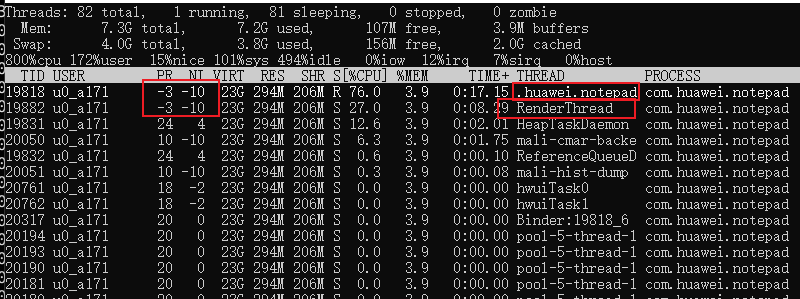 Threads: 82 total, 1 running, 81 sleeping, 0 stopped, 0 zombie
Mem: 7.3G total, 7.2G used, 107M free, 3.9M buffers
Swap: 4.0G total, 3.8G used, 156M free, 2.0G cached
800%cpu 172%user 15%nice 101%sys 494%idle 0%iow 12%irq 7%sirq 0%host
TID USER PR NI VIRT RES SHR S[%CPU] %MEM TIME+ THREAD PROCESS
19818 u0_a171 -3 -10 23G 294M 206M R 76.0 3.9 0:17.15 .huawei.notepad com.huawei.notepad
19882 u0_a171 -3 -10 23G 294M 206M S 27.0 3.9 0:08.29 RenderThread com.huawei.notepad
19831 u0_a171 24 4 23G 294M 206M S 12.6 3.9 0:02.01 HeapTaskDaemon com.huawei.notepad
20050 u0_a171 10 -10 23G 294M 206M S 6.3 3.9 0:01.75 mali-cmar-backe com.huawei.notepad
19832 u0_a171 24 4 23G 294M 206M S 0.6 3.9 0:00.10 ReferenceQueueD com.huawei.notepad
20051 u0_a171 10 -10 23G 294M 206M S 0.3 3.9 0:00.08 mali-hist-dump com.huawei.notepad
20761 u0_a171 18 -2 23G 294M 206M S 0.0 3.9 0:00.00 hwuiTask0 com.huawei.notepad
20762 u0_a171 18 -2 23G 294M 206M S 0.0 3.9 0:00.00 hwuiTask1 com.huawei.notepad
20317 u0_a171 20 0 23G 294M 206M S 0.0 3.9 0:00.00 Binder:19818_6 com.huawei.notepad
20194 u0_a171 20 0 23G 294M 206M S 0.0 3.9 0:00.00 pool-5-thread-1 com.huawei.notepad
20193 u0_a171 20 0 23G 294M 206M S 0.0 3.9 0:00.00 pool-5-thread-1 com.huawei.notepad
20190 u0_a171 20 0 23G 294M 206M S 0.0 3.9 0:00.00 pool-5-thread-1 com.huawei.notepad
20181 u0_a171 20 0 23G 294M 206M S 0.0 3.9 0:00.00 pool-5-thread-1 com.huawei.notepad